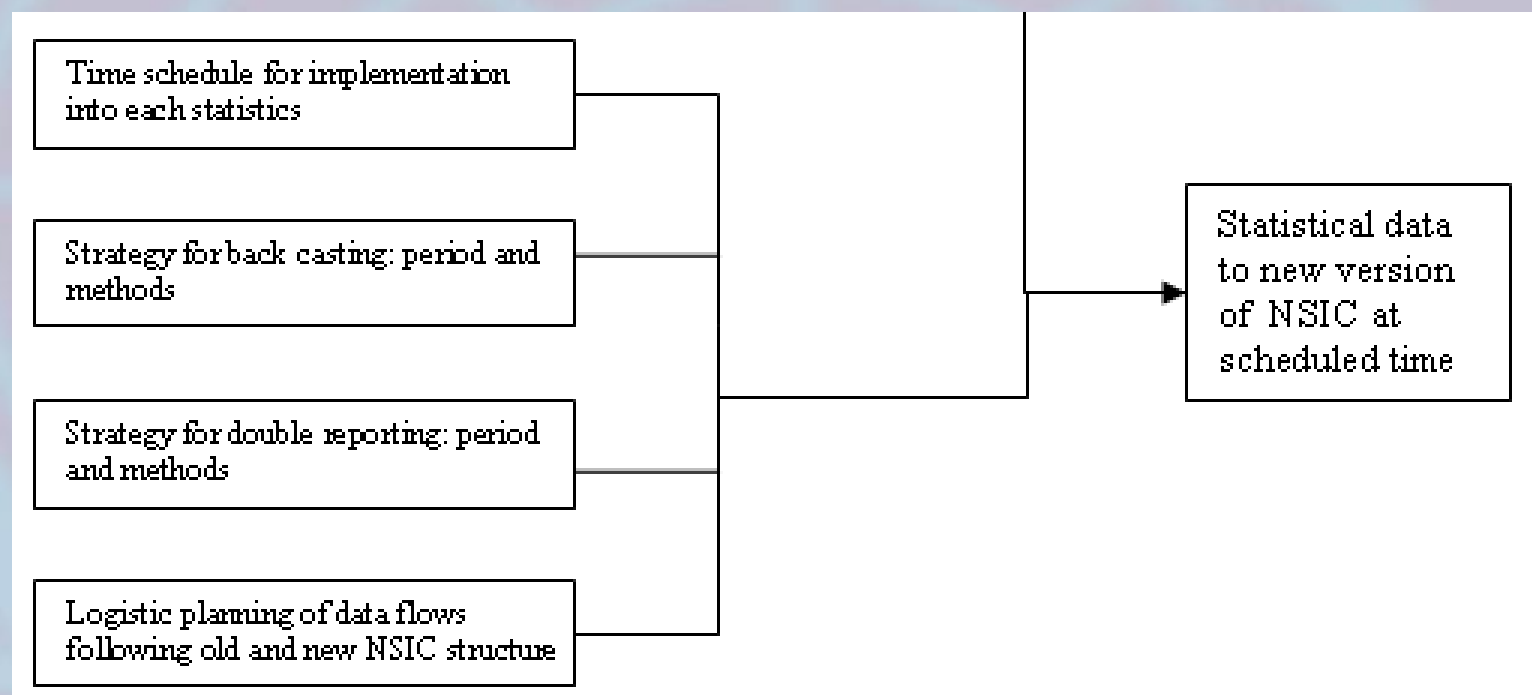 Time schedule for implementation
into each statistics
Strategy for back casting: period and
methods
Strategy for double reporting: period
and methods
Logistic planning of data flows
following old and new NSIC structure
Statistical data
to new version
of NSIC at
scheduled time